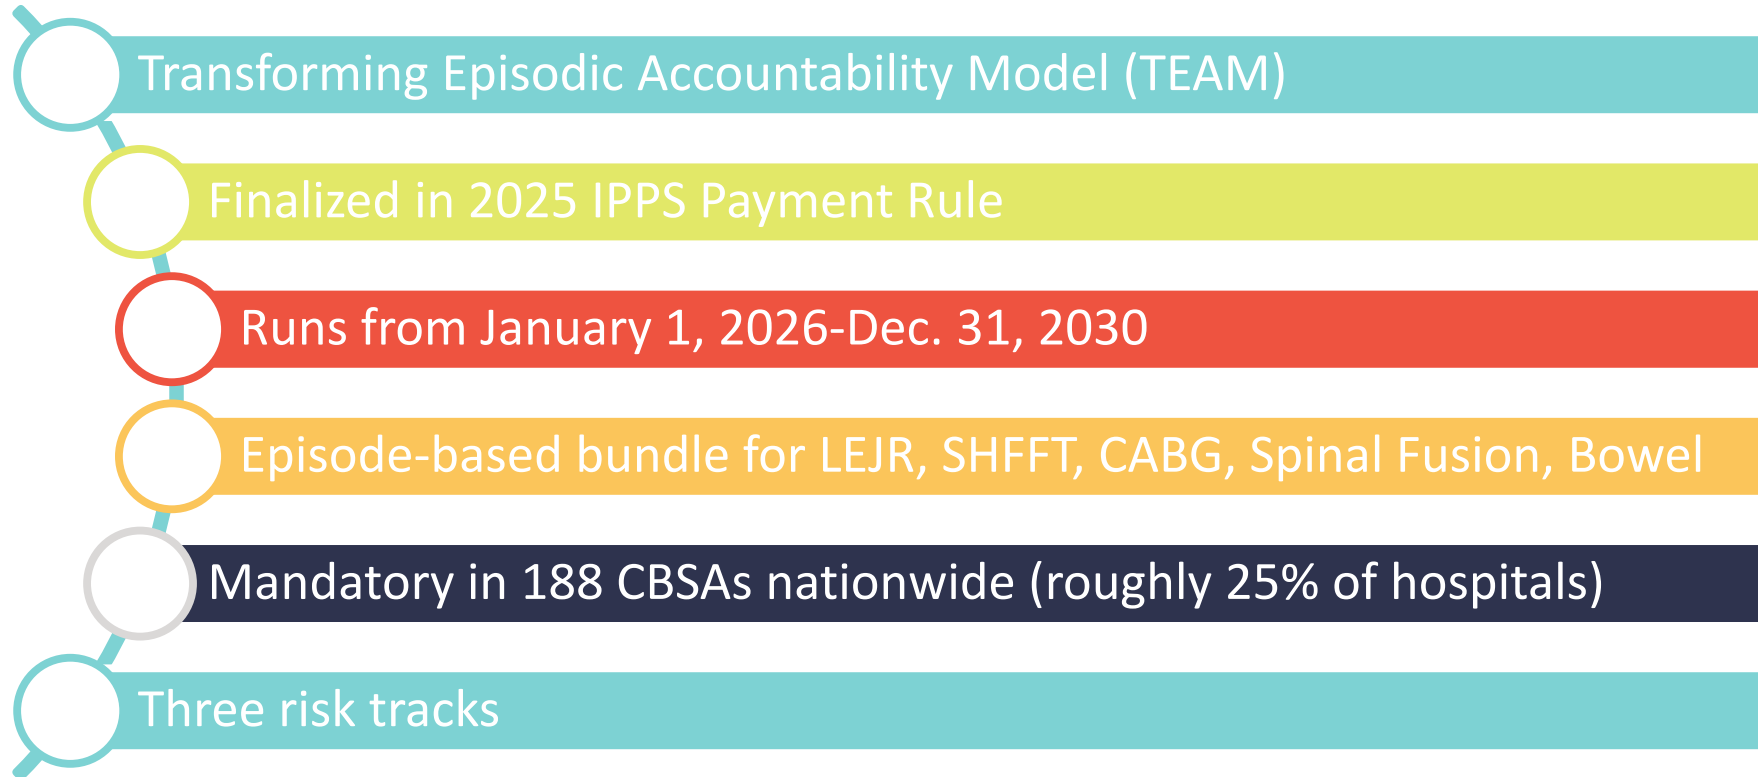 Transforming Episodic Accountability Model (TEAM)
Finalized in 2025 IPPS Payment Rule
Runs from January 1, 2026-Dec. 31, 2030
Episode-based bundle for LEJR, SHFFT, CABG, Spinal Fusion, Bowel
Mandatory in 188 CBSAs nationwide (roughly 25% of hospitals)
Three risk tracks